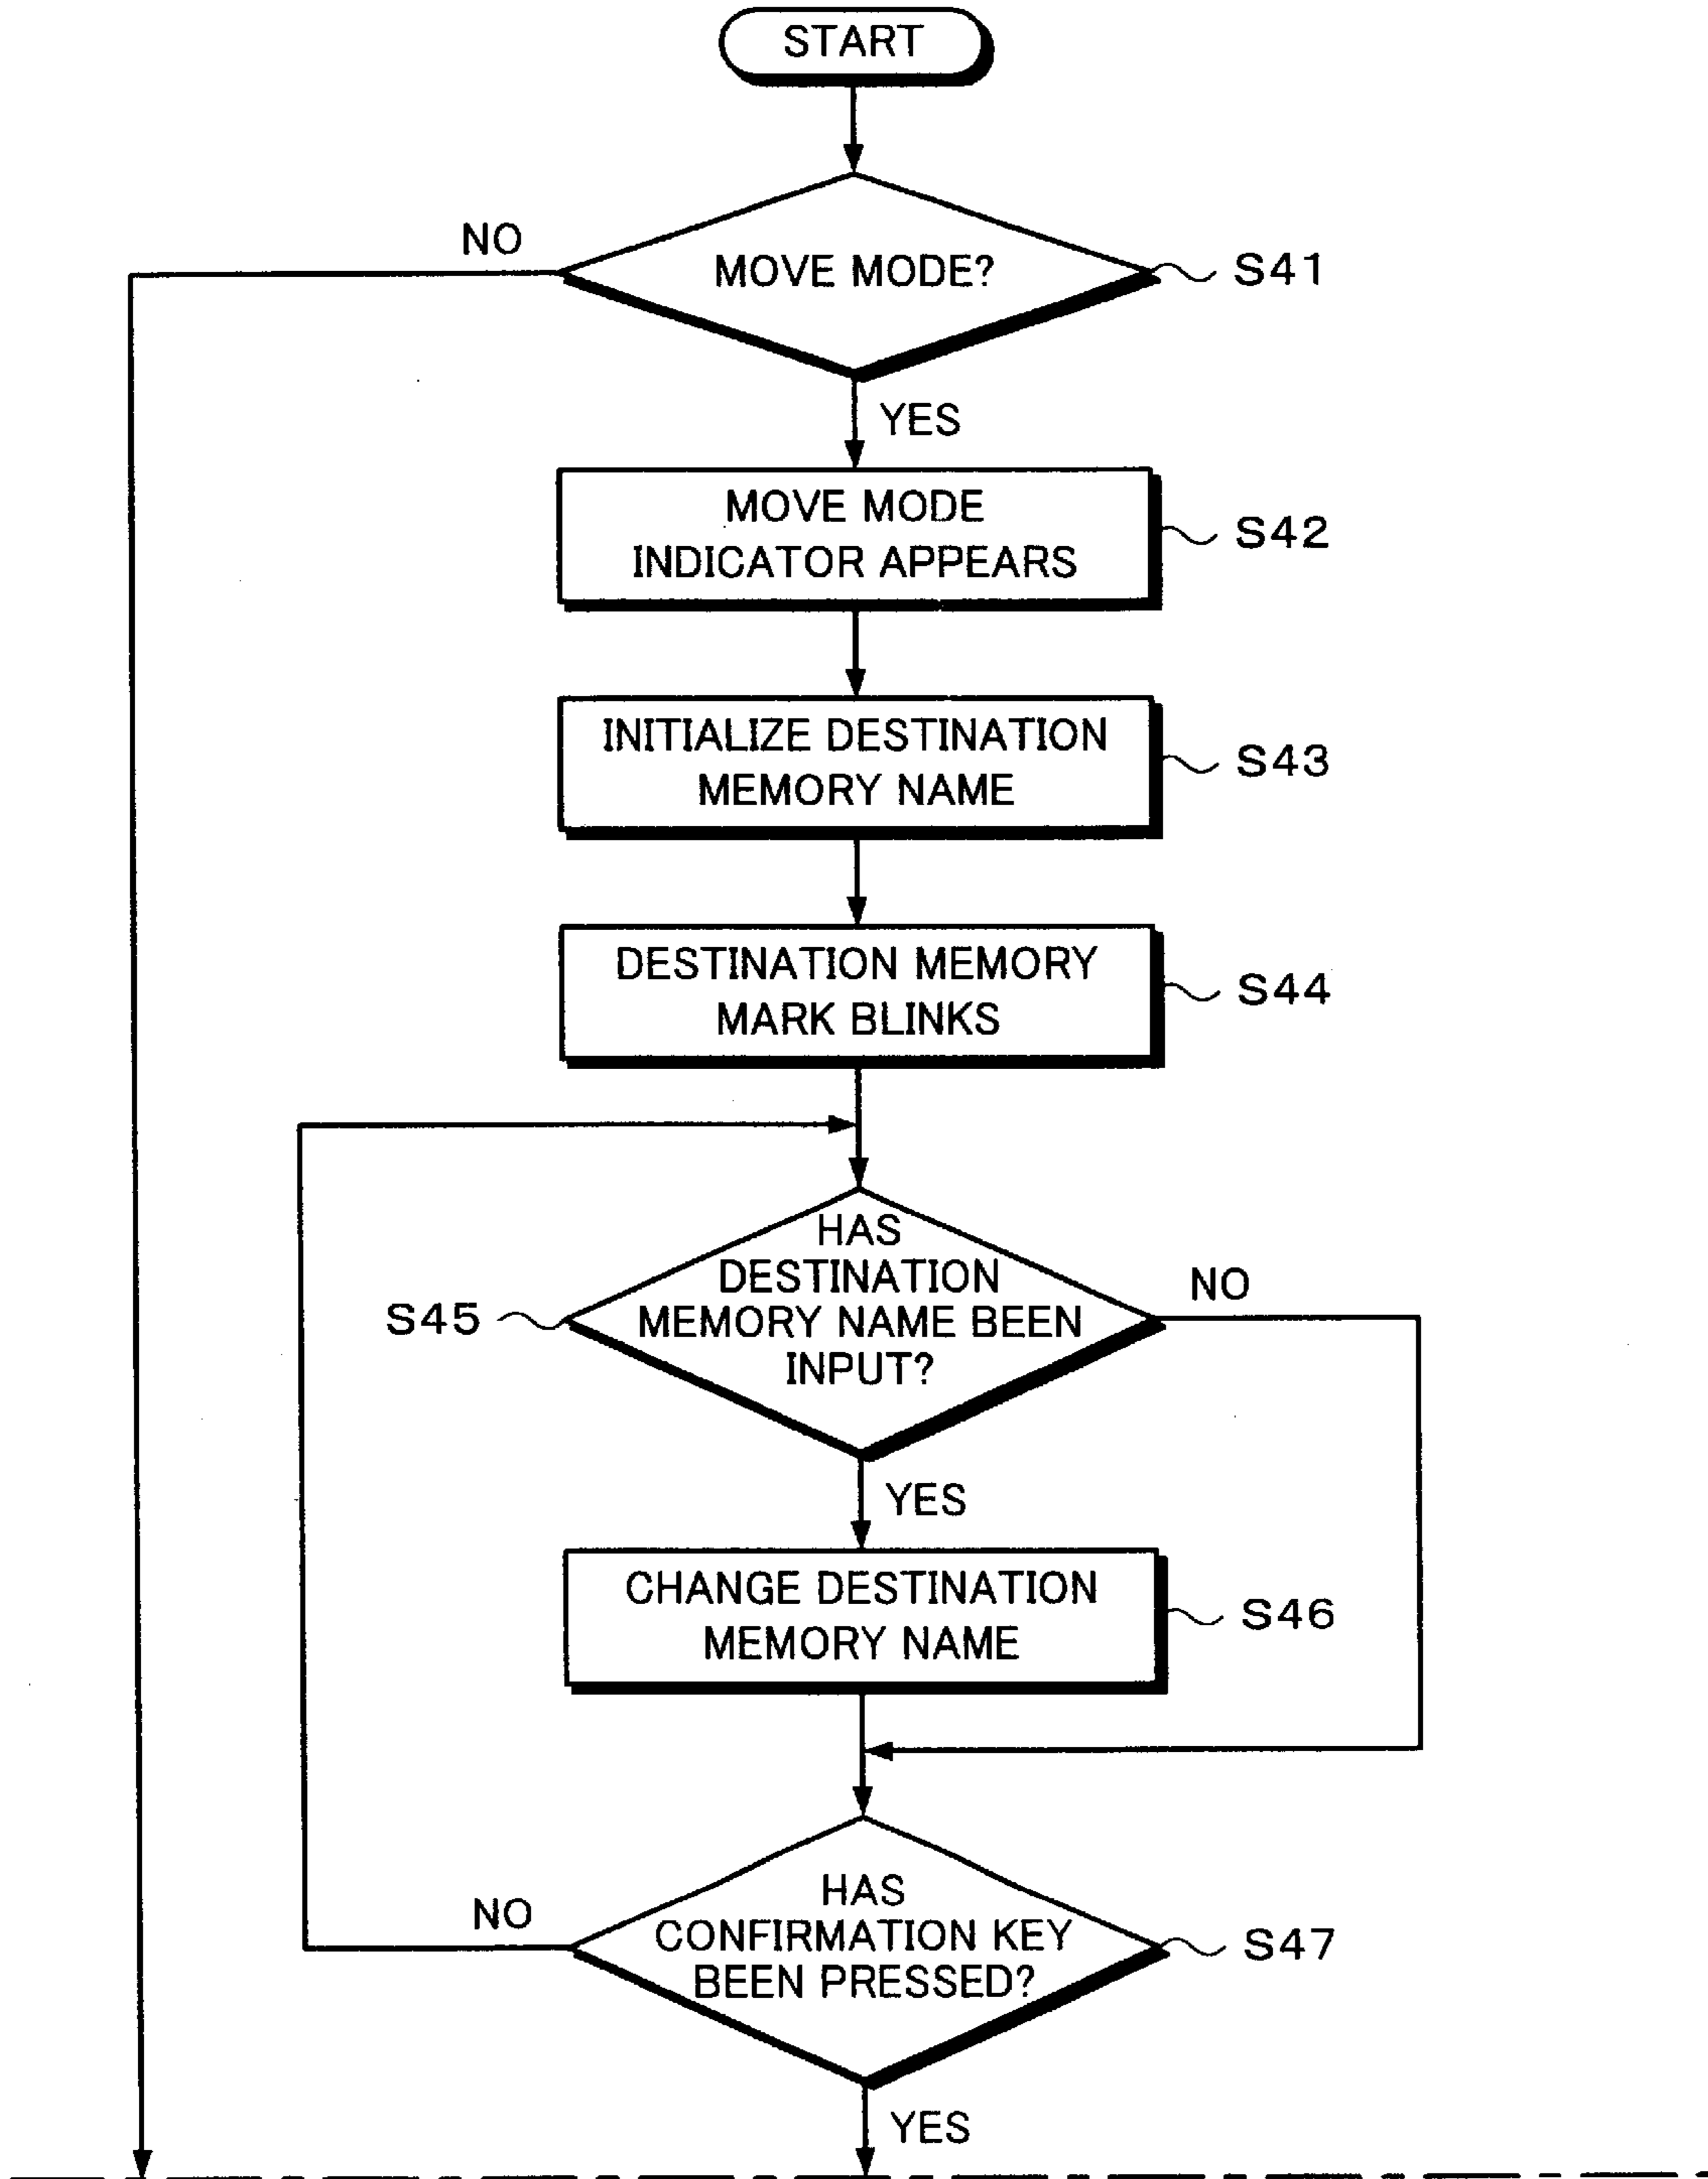 START
NO
MOVE MODE?
S41
YES
MOVE MODE
INDICATOR APPEARS
S42
INITIALIZE DESTINATION
MEMORY NAME
S43
DESTINATION MEMORY
MARK BLINKS
S44
HAS
DESTINATION
MEMORY NAME BEEN
INPUT?
S45
NO
YES
CHANGE DESTINATION
MEMORY NAME
S46
HAS
CONFIRMATION KEY
BEEN PRESSED?
NO
S47
YES